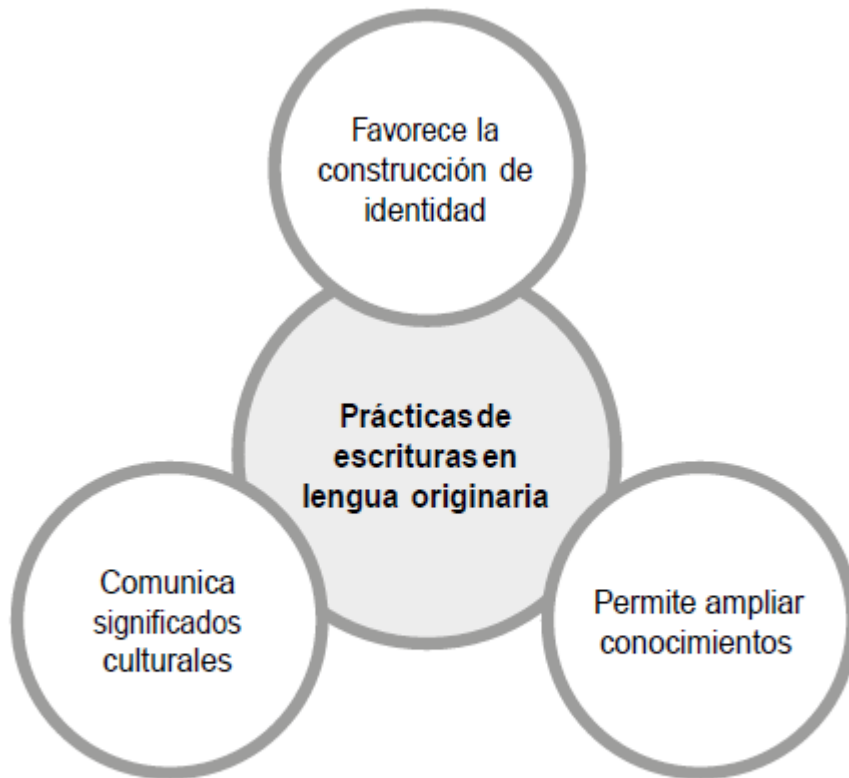 Favorece la
construcción de
identidad
Prácticas de
escrituras en
lengua originaria
Comunica
significados
culturales
Permite ampliar
conocimientos